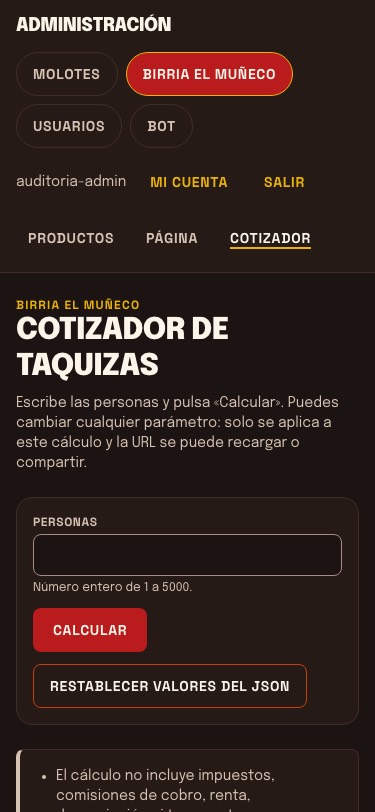 ADMINISTRACIÓN
MOLOTES BIRRIA EL MUÑECO
USUARIOS BOT
auditoria-admin MI CUENTA SALIR
PRODUCTOS PÁGINA COTIZADOR
BIRRIA EL MUÑECO
COTIZADOR DE
TAQUIZAS
Escribe las personas y pulsa «Calcular». Puedes
cambiar cualquier parámetro: solo se aplica a
este cálculo y la URL se puede recargar o
compartir.
PERSONAS
Número entero de 1 a 5000.
CALCULAR
RESTABLECER VALORES DEL JSON
• El cálculo no incluye impuestos,
comisiones de cobro, renta,